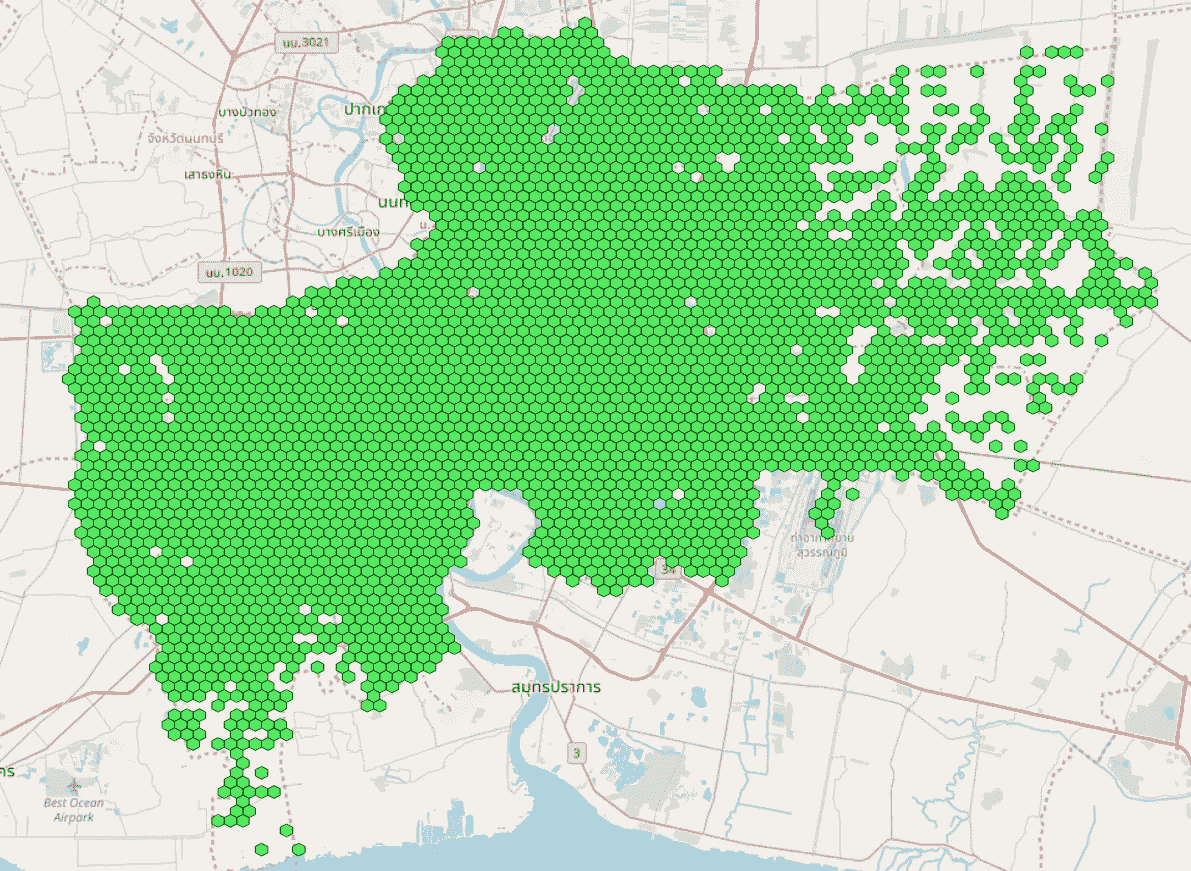 นบ.3021
บางบัวทอง
ปากเก
จังหวัดนนทบุรี
เสาธงหิน
นนท
บางศรีเมือง
น.
นบ.1020
ท่าอากาศยาน
สุวรรณภูมิ
34
สมุทรปราการ
3
คร
Best Ocean
Airpark